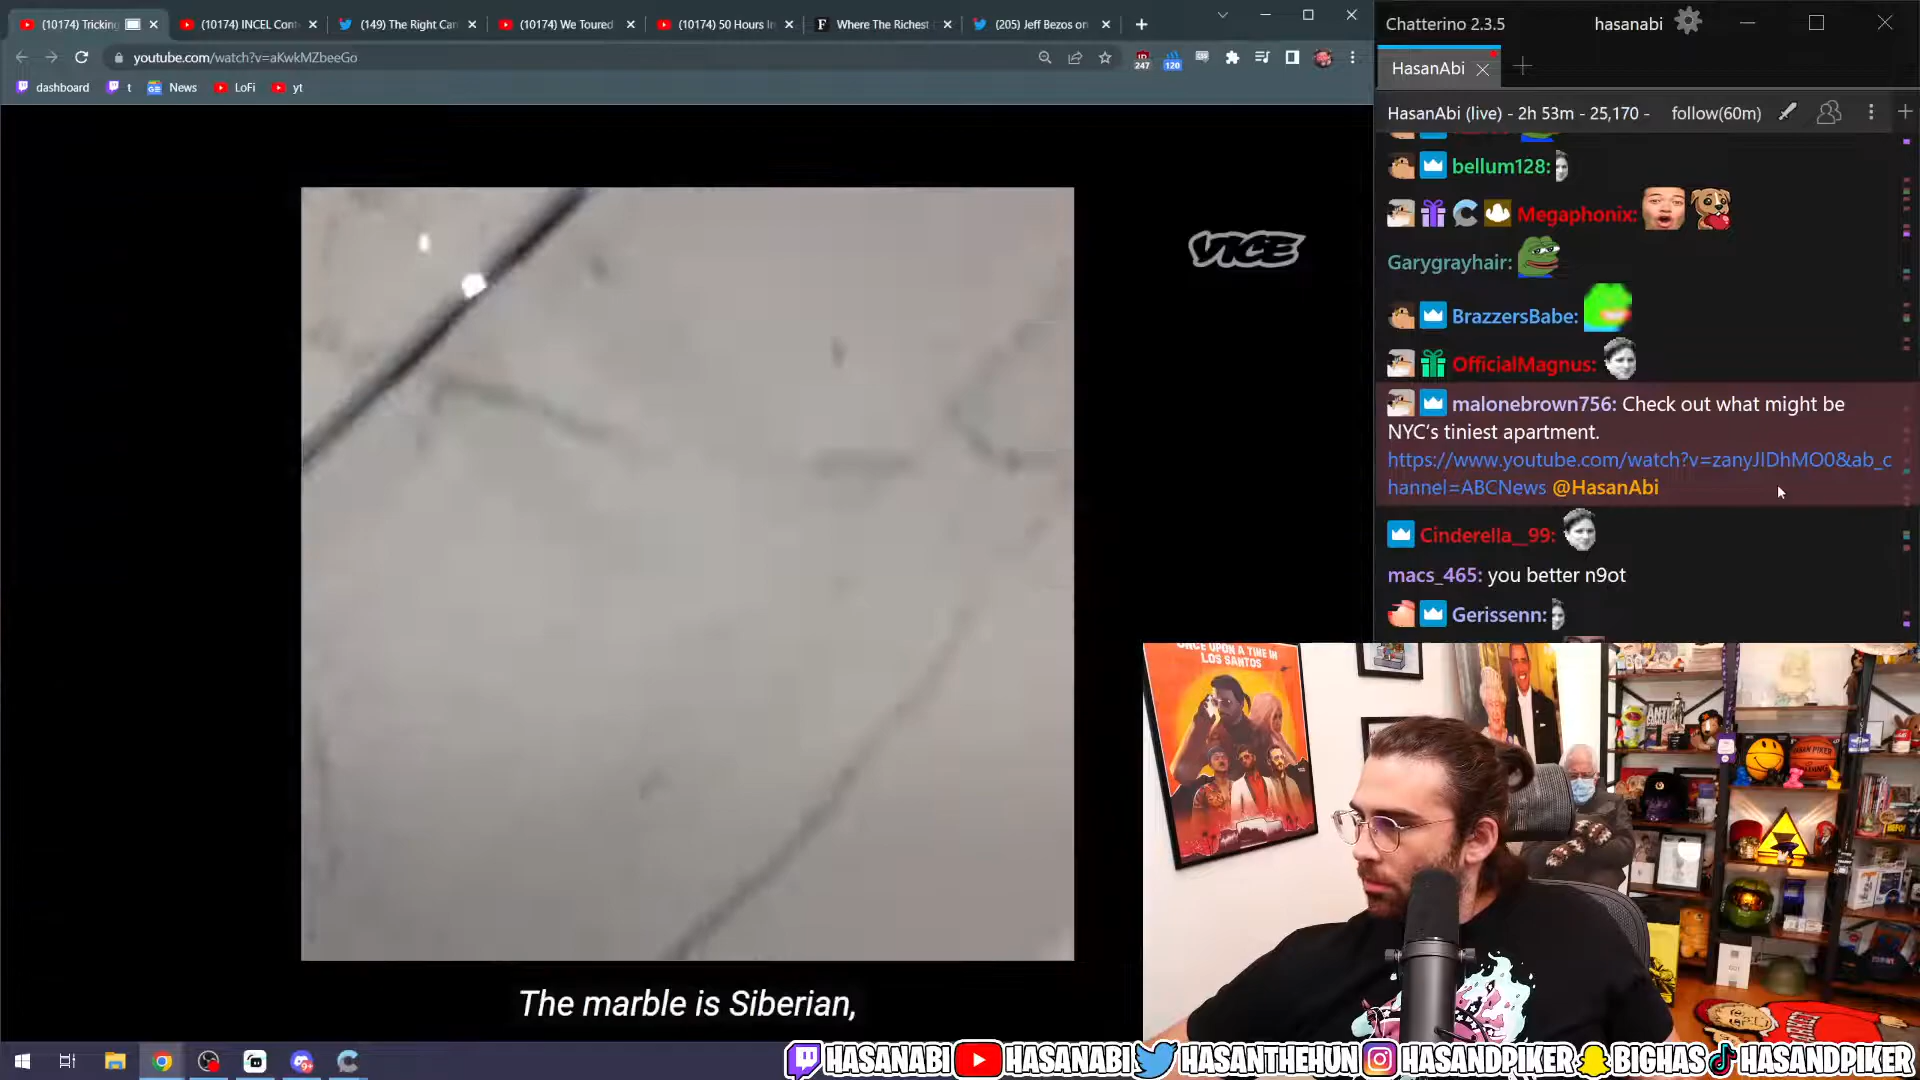 (10174) Tricking
(10174) INCEL Con
(149) The Right Can
(10174) We Toured
(10174) 50 Hours In
Where The Richest
(205) Jeff Bezos on
youtube.com/watch?v=aKwkMZbeeGo
247
120
dashboard
t
News
LoFi
yt
VICE
The marble is Siberian,
Chatterino 2.3.5
hasanabi
HasanAbi
HasanAbi (live) - 2h 53m - 25,170 -
follow(60m)
bellum128:
Megaphonix:
Garygrayhair:
BrazzersBabe:
OfficialMagnus:
malonebrown756: Check out what might be
NYC's tiniest apartment.
https://www.youtube.com/watch?v=zanyJlDhMO0&ab_c
hannel=ABCNews @HasanAbi
Cinderella__99:
macs_465: you better n9ot
Gerissenn:
ONCE UPON A TIME IN
LOS SANTOS
HASANABI
HASANABI
HASANTHEHUN
HASANDPIKER
BIGHAS
HASANDPIKER